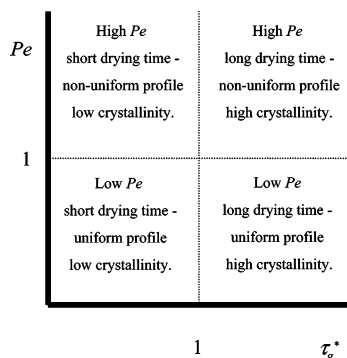 Pe
High Pe
short drying time -
non-uniform profile
low crystallinity.
High Pe
long drying time -
non-uniform profile
high crystallinity.
1
Low Pe
short drying time -
uniform profile
low crystallinity.
Low Pe
long drying time -
uniform profile
high crystallinity.
1
τg*